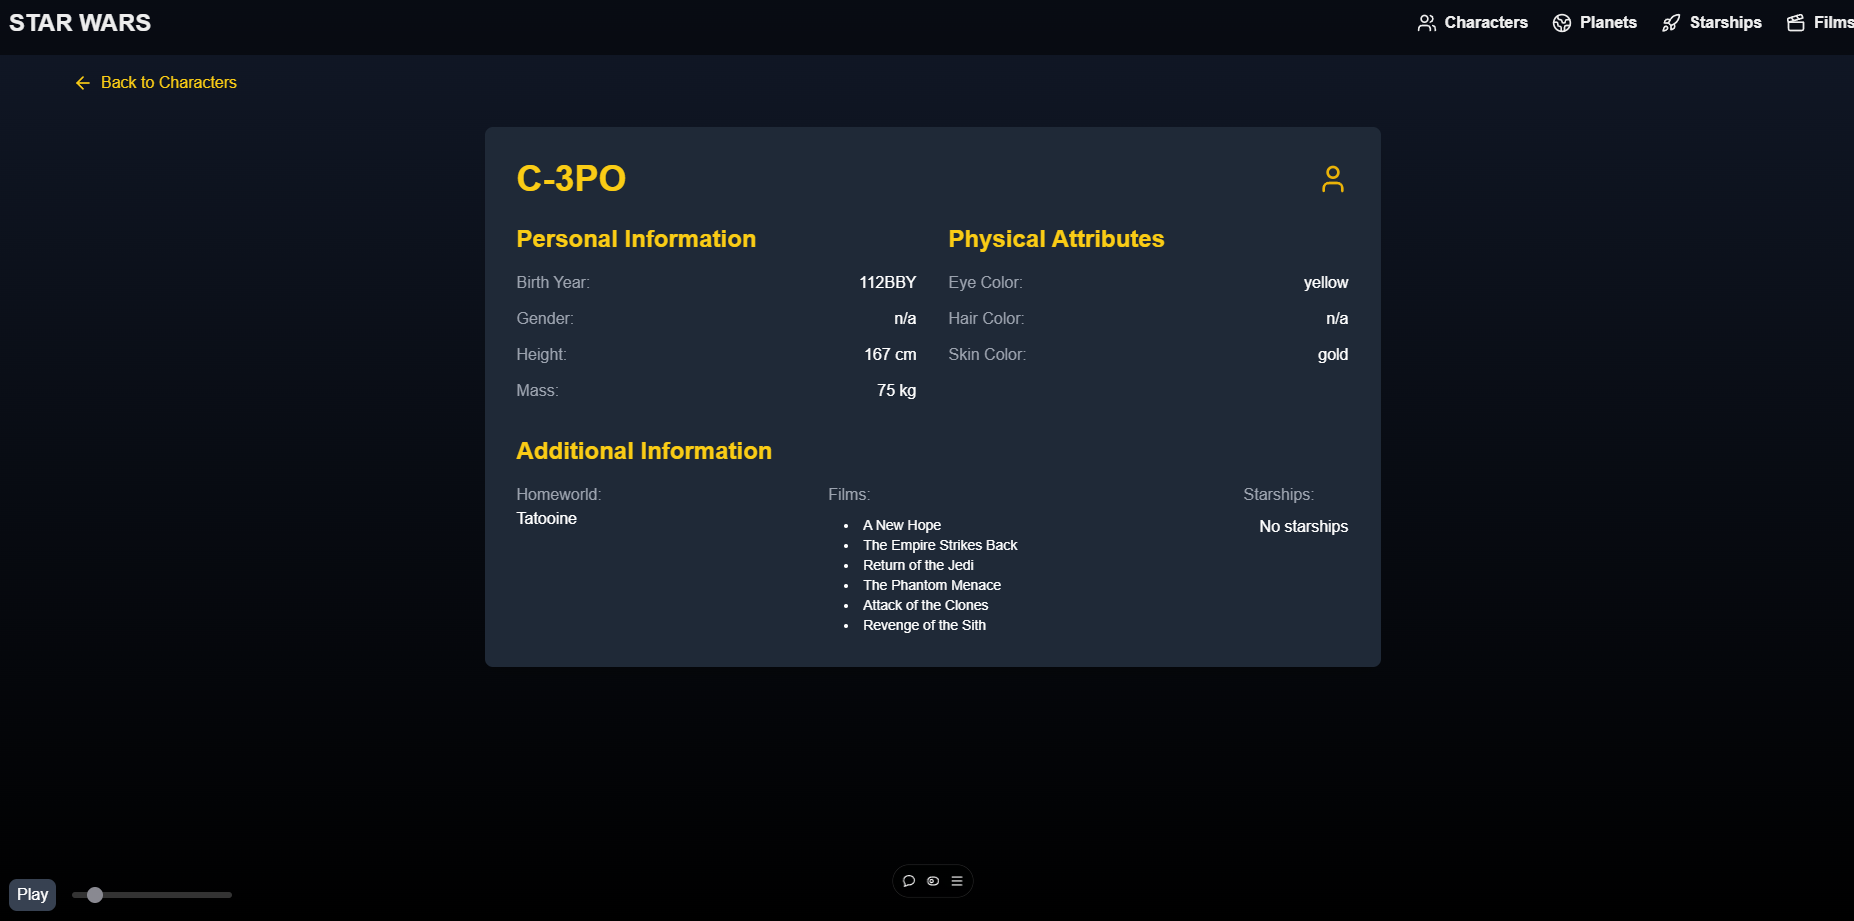 STAR WARS
Characters
Planets
Starships
Films
Back to Characters
C-3PO
Personal Information
Birth Year: 112BBY
Gender: n/a
Height: 167 cm
Mass: 75 kg
Physical Attributes
Eye Color: yellow
Hair Color: n/a
Skin Color: gold
Additional Information
Homeworld:
Tatooine
Films:
• A New Hope
• The Empire Strikes Back
• Return of the Jedi
• The Phantom Menace
• Attack of the Clones
• Revenge of the Sith
Starships:
No starships
Play